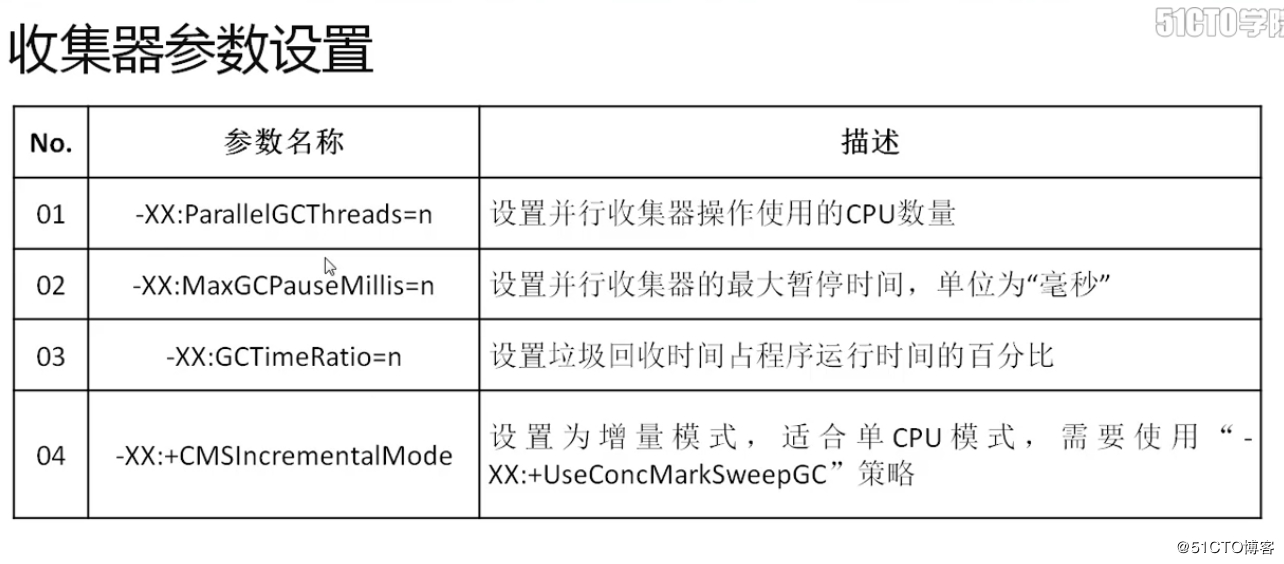 51CTO学院
收集器参数设置
No. 参数名称 描述
01 -XX:ParallelGCThreads=n 设置并行收集器操作使用的CPU数量
02 -XX:MaxGCPauseMillis=n 设置并行收集器的最大暂停时间，单位为“毫秒”
03 -XX:GCTimeRatio=n 设置垃圾回收时间占程序运行时间的百分比
04 -XX:+CMSIncrementalMode 设置为增量模式，适合单CPU模式，需要使用“-
XX:+UseConcMarkSweepGC”策略
@51CTO博客